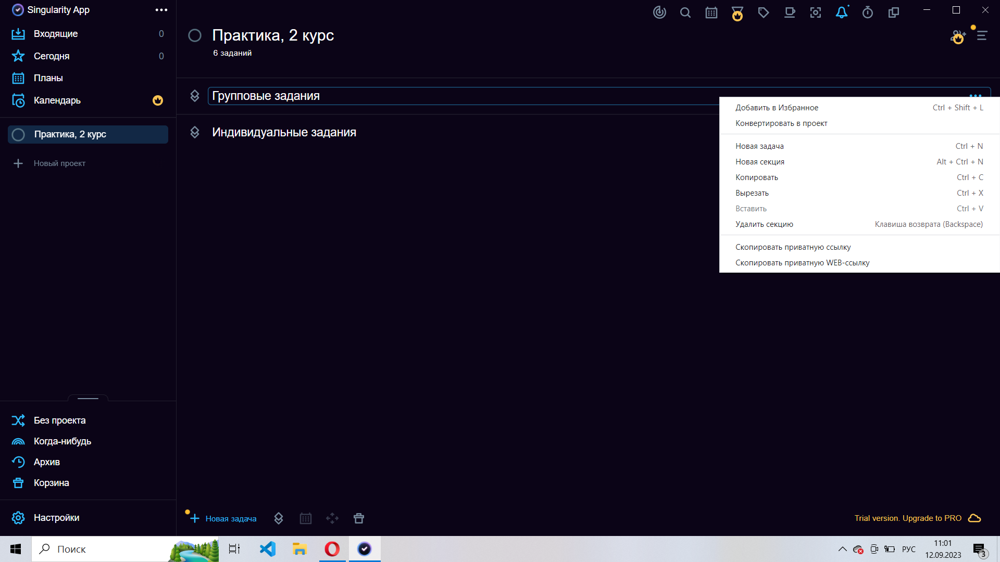 Singularity App
Входящие 0
Сегодня 0
Планы
Календарь
Практика, 2 курс
Новый проект
Без проекта
Когда-нибудь
Архив
Корзина
Настройки
Практика, 2 курс
6 заданий
Групповые задания
Индивидуальные задания
Добавить в Избранное Ctrl + Shift + L
Конвертировать в проект
Новая задача Ctrl + N
Новая секция Alt + Ctrl + N
Копировать Ctrl + C
Вырезать Ctrl + X
Вставить Ctrl + V
Удалить секцию Клавиша возврата (Backspace)
Скопировать приватную ссылку
Скопировать приватную WEB-ссылку
Новая задача
Trial version. Upgrade to PRO
Поиск
РУС
11:01
12.09.2023
3